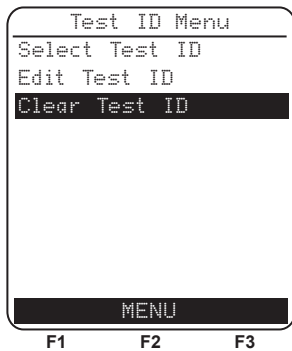 Test ID Menu
Select Test ID
Edit Test ID
Clear Test ID
MENU
F1 F2 F3